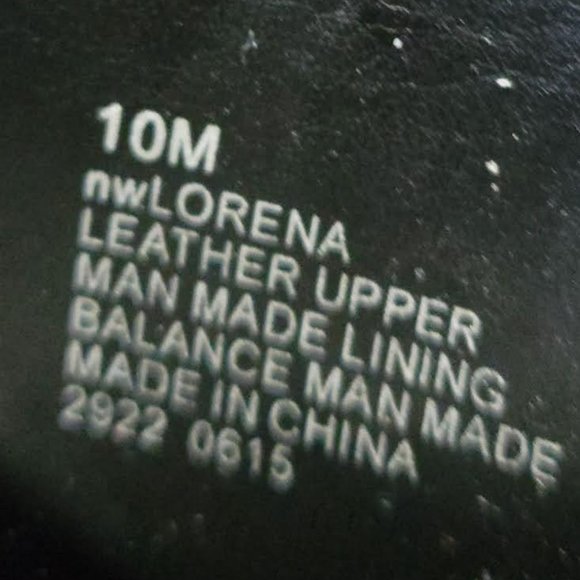 10M
nwLORENA
LEATHER UPPER
MAN MADE LINING
BALANCE MAN MADE
MADE IN CHINA
2922 0615